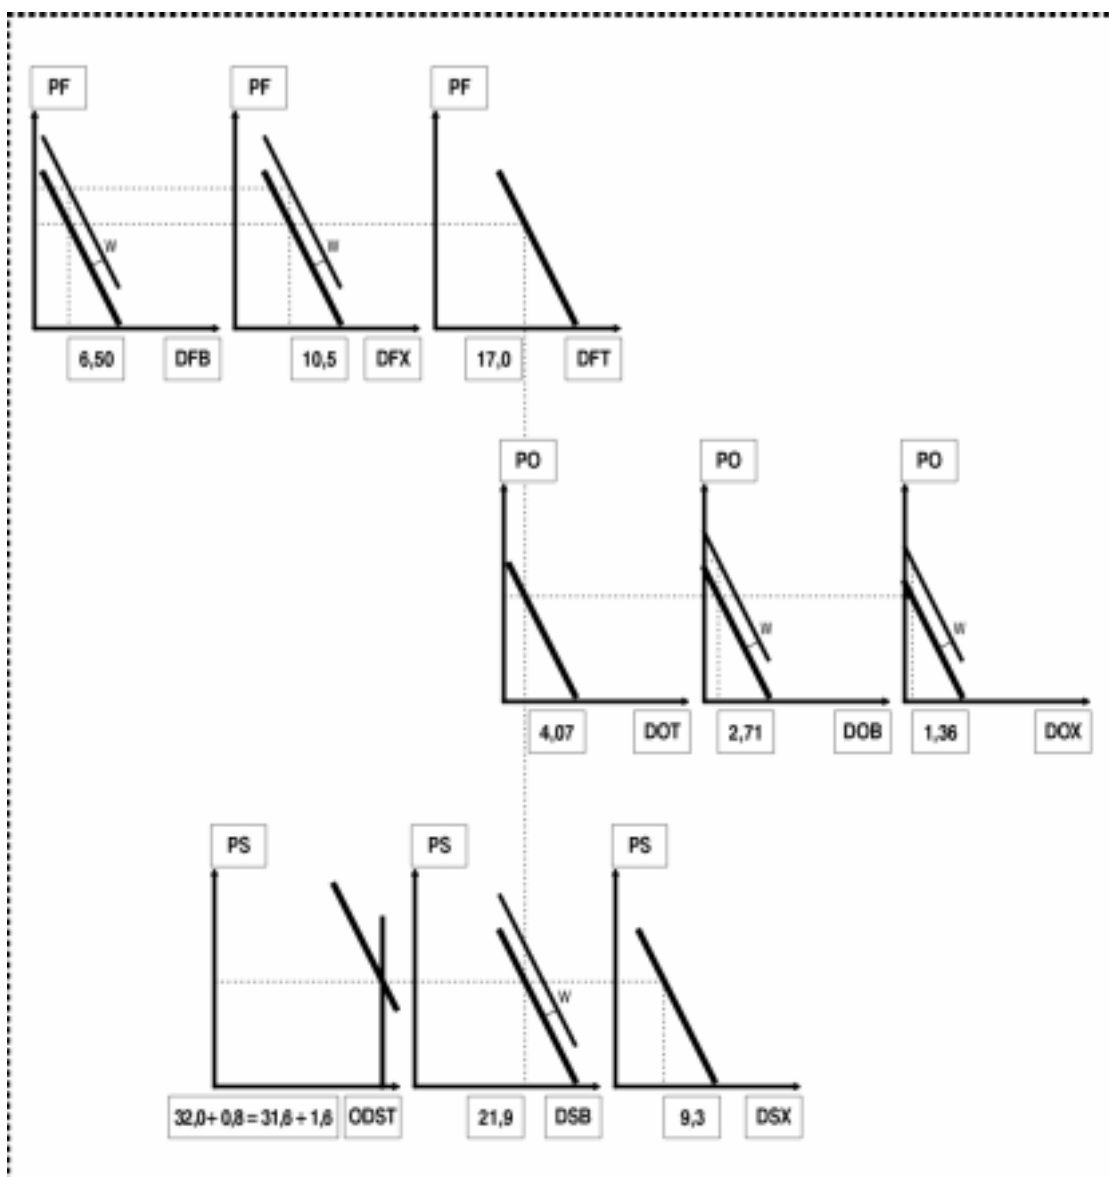 PF PF PF
W W
6,50 DFB 10,5 DFX 17,0 DFT
PO PO PO
W W
4,07 DOT 2,71 DOB 1,36 DOX
PS PS PS
W
32,0+ 0,8 = 31,6 + 1,6 ODST 21,9 DSB 9,3 DSX